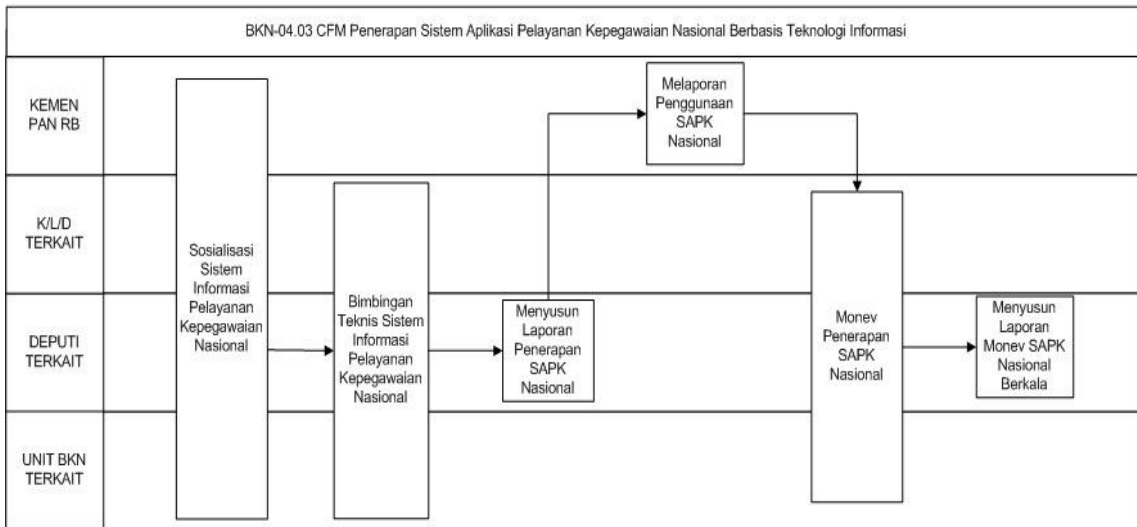 BKN-04.03 CFM Penerapan Sistem Aplikasi Pelayanan Kepegawaian Nasional Berbasis Teknologi Informasi
KEMEN
PAN RB
Melaporan
Penggunaan
SAPK
Nasional
K/L/D
TERKAIT
Sosialisasi
Sistem
Informasi
Pelayanan
Kepegawaian
Nasional
Bimbingan
Teknis Sistem
Informasi
Pelayanan
Kepegawaian
Nasional
DEPUTI
TERKAIT
Menyusun
Laporan
Penerapan
SAPK
Nasional
Monev
Penerapan
SAPK
Nasional
Menyusun
Laporan
Monev SAPK
Nasional
Berkala
UNIT BKN
TERKAIT